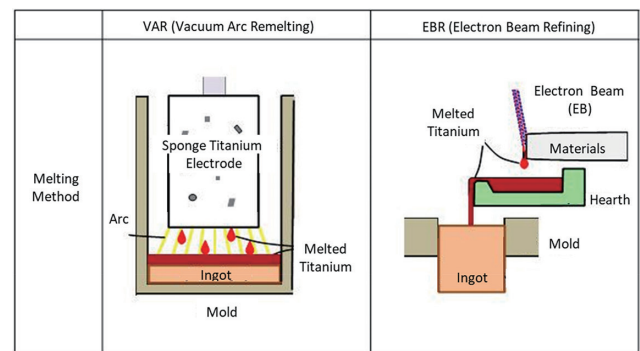 VAR (Vacuum Arc Remelting)
EBR (Electron Beam Refining)
Melting
Method
Sponge Titanium
Electrode
Arc
Melted
Titanium
Ingot
Mold
Electron Beam
(EB)
Melted
Titanium
Materials
Hearth
Mold
Ingot